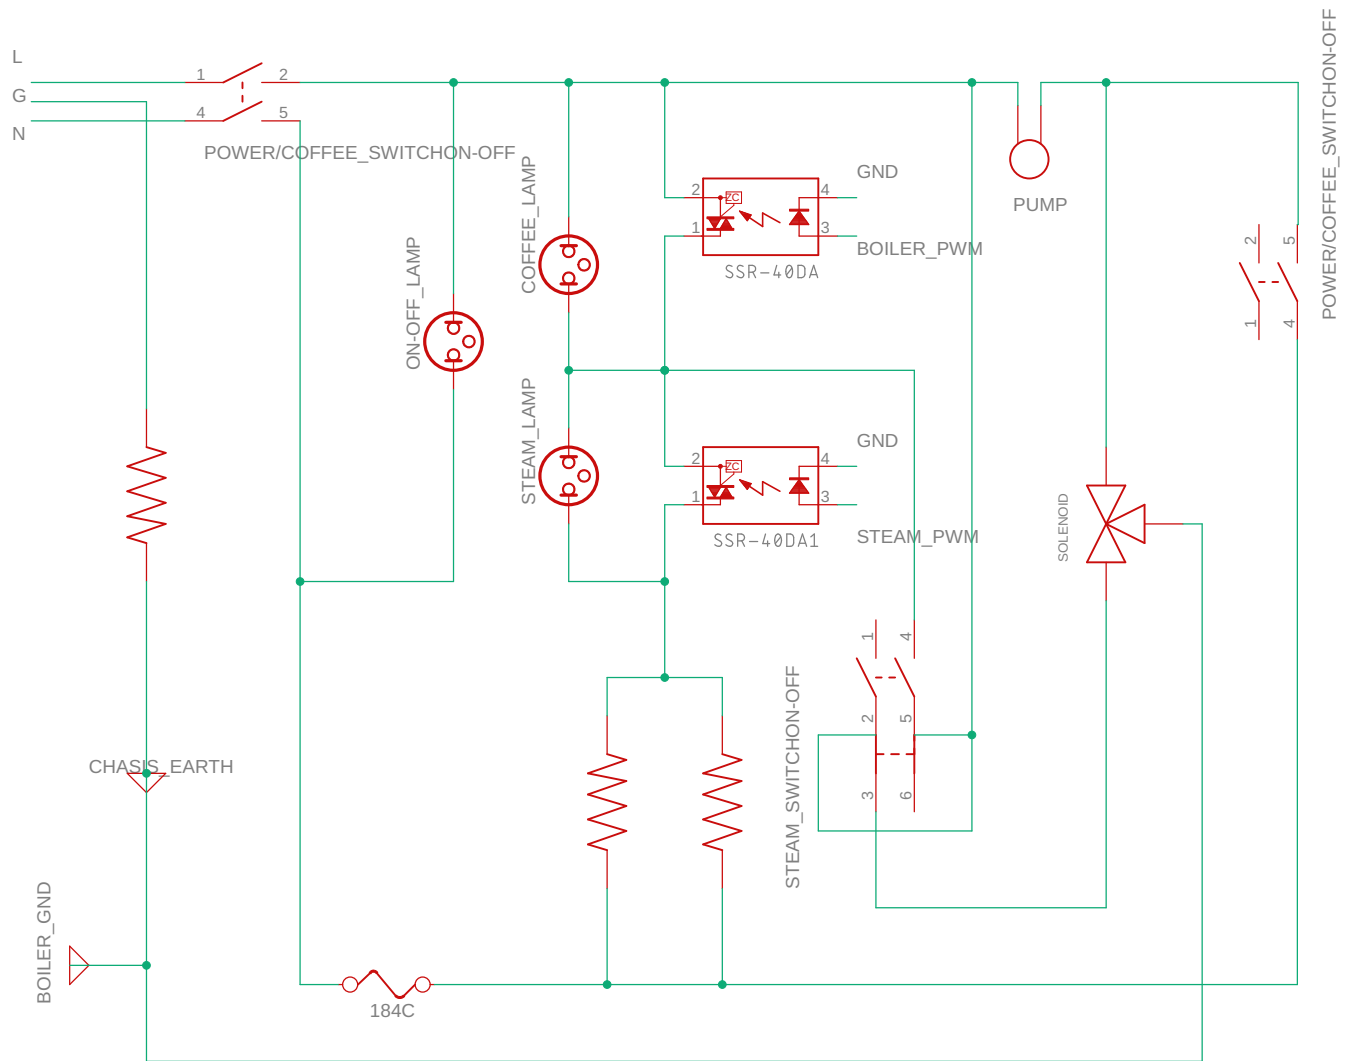 L
G
N
1
2
4
5
POWER/COFFEE_SWITCHON-OFF
COFFEE_LAMP
ON-OFF_LAMP
STEAM_LAMP
2
ZC
4
GND
1
3
BOILER_PWM
SSR-40DA
PUMP
POWER/COFFEE_SWITCHON-OFF
2
5
1
4
2
ZC
4
GND
1
3
STEAM_PWM
SSR-40DA1
SOLENOID
1
4
2
5
3
6
STEAM_SWITCHON-OFF
CHASIS_EARTH
BOILER_GND
184C